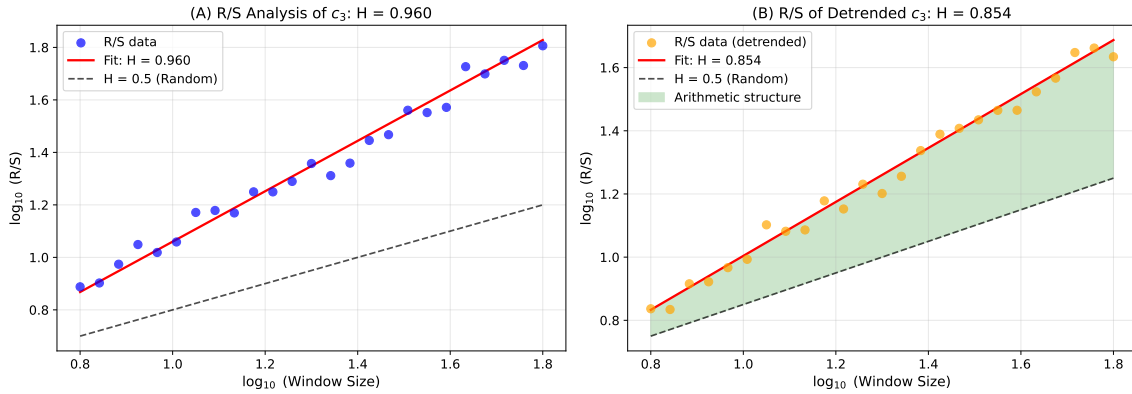 (A) R/S Analysis of c₃: H = 0.960
R/S data
Fit: H = 0.960
H = 0.5 (Random)
log₁₀ (R/S)
1.8
1.6
1.4
1.2
1.0
0.8
0.8
1.0
1.2
1.4
1.6
1.8
log₁₀ (Window Size)
(B) R/S of Detrended c₃: H = 0.854
R/S data (detrended)
Fit: H = 0.854
H = 0.5 (Random)
Arithmetic structure
log₁₀ (R/S)
1.6
1.4
1.2
1.0
0.8
0.8
1.0
1.2
1.4
1.6
1.8
log₁₀ (Window Size)